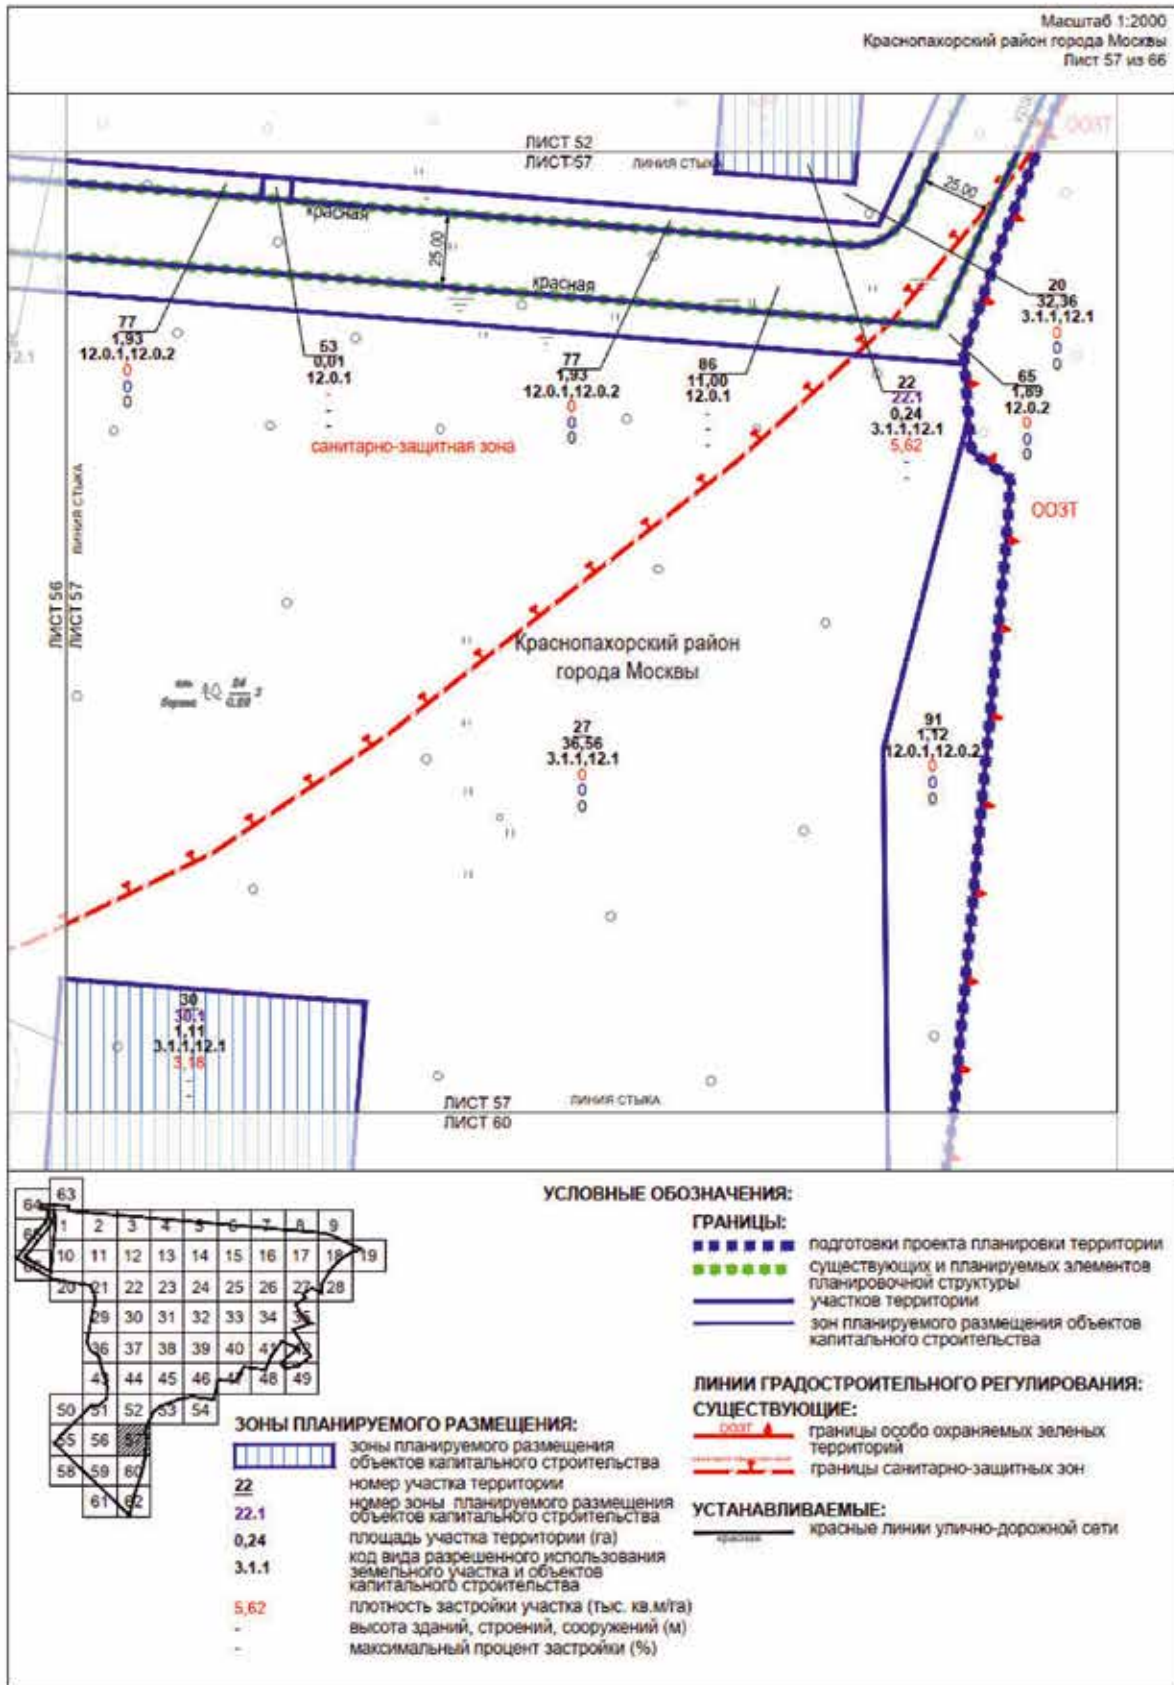 Масштаб 1:2000
Краснопахорский район города Москвы
Лист 57 из 66
ООЗТ
ЛИСТ 52
ЛИСТ 57
ЛИНИЯ СТЫКА
25.00
красная
25.00
красная
77
1,93
12.0.1,12.0.2
0
0
0
53
0,01
12.0.1
-
-
-
77
1,93
12.0.1,12.0.2
0
0
0
86
11,00
12.0.1
-
-
-
22
22.1
0,24
3.1.1,12.1
5,62
-
-
20
32,36
3.1.1,12.1
0
0
0
65
1,89
12.0.2
0
0
0
санитарно-защитная зона
ООЗТ
ЛИНИЯ СТЫКА
ЛИСТ 56
ЛИСТ 57
Краснопахорский район
города Москвы
27
36,56
3.1.1,12.1
0
0
0
91
1,12
12.0.1,12.0.2
0
0
0
30
30.1
1,11
3.1.1,12.1
3,18
-
-
ЛИСТ 57
ЛИНИЯ СТЫКА
ЛИСТ 60
63
64
1 2 3 4 5 6 7 8 9
10 11 12 13 14 15 16 17 18 19
20 21 22 23 24 25 26 27 28
29 30 31 32 33 34 35
36 37 38 39 40 41 42
43 44 45 46 47 48 49
50 51 52 53 54
55 56 57
58 59 60
61 62
УСЛОВНЫЕ ОБОЗНАЧЕНИЯ:
ГРАНИЦЫ:
подготовки проекта планировки территории
существующих и планируемых элементов
планировочной структуры
участков территории
зон планируемого размещения объектов
капитального строительства
ЛИНИИ ГРАДОСТРОИТЕЛЬНОГО РЕГУЛИРОВАНИЯ:
СУЩЕСТВУЮЩИЕ:
ООЗТ
границы особо охраняемых зеленых
территорий
границы санитарно-защитных зон
УСТАНАВЛИВАЕМЫЕ:
красная
красные линии улично-дорожной сети
ЗОНЫ ПЛАНИРУЕМОГО РАЗМЕЩЕНИЯ:
зоны планируемого размещения
объектов капитального строительства
22
номер участка территории
22.1
номер зоны планируемого размещения
объектов капитального строительства
0,24
площадь участка территории (га)
3.1.1
код вида разрешенного использования
земельного участка и объектов
капитального строительства
5,62
плотность застройки участка (тыс. кв.м/га)
-
высота зданий, строений, сооружений (м)
-
максимальный процент застройки (%)